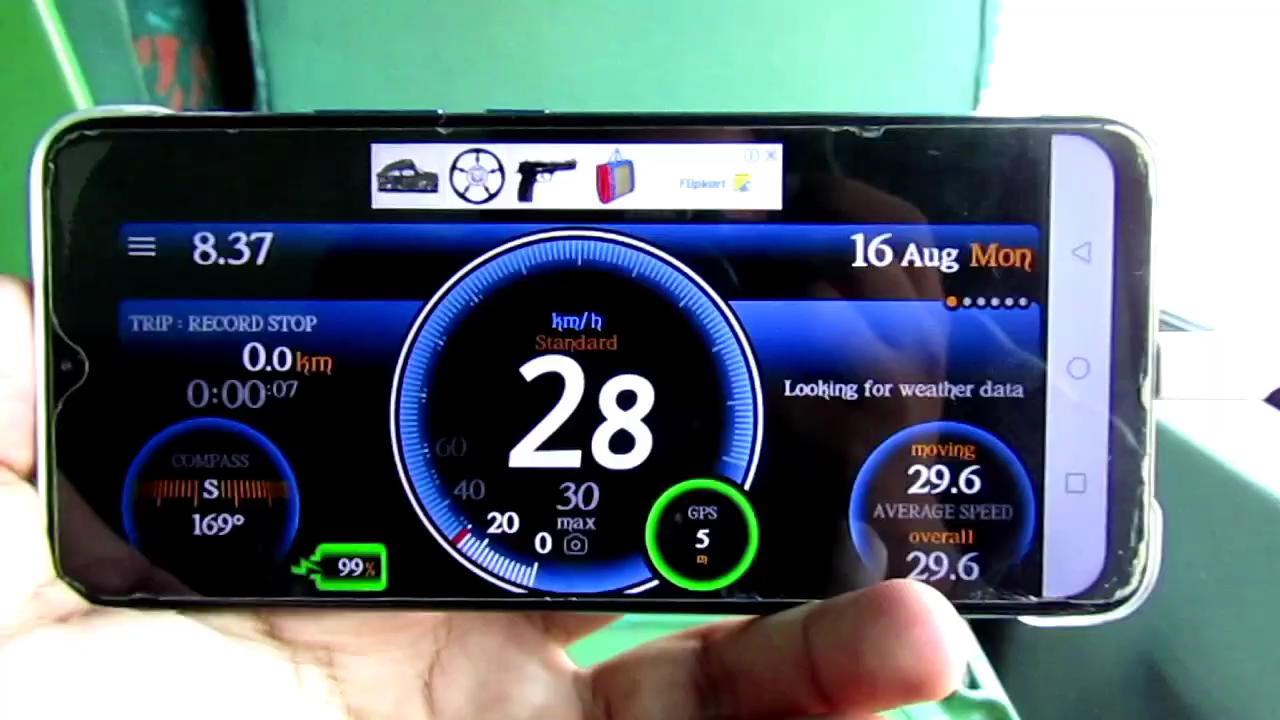 Flipkart
8.37
16 Aug Mon
TRIP : RECORD STOP
0.0 km
0:00:07
km/h
Standard
28
Looking for weather data
COMPASS
S
169°
99%
60
40
20
0
30
max
GPS
5
m
moving
29.6
AVERAGE SPEED
overall
29.6